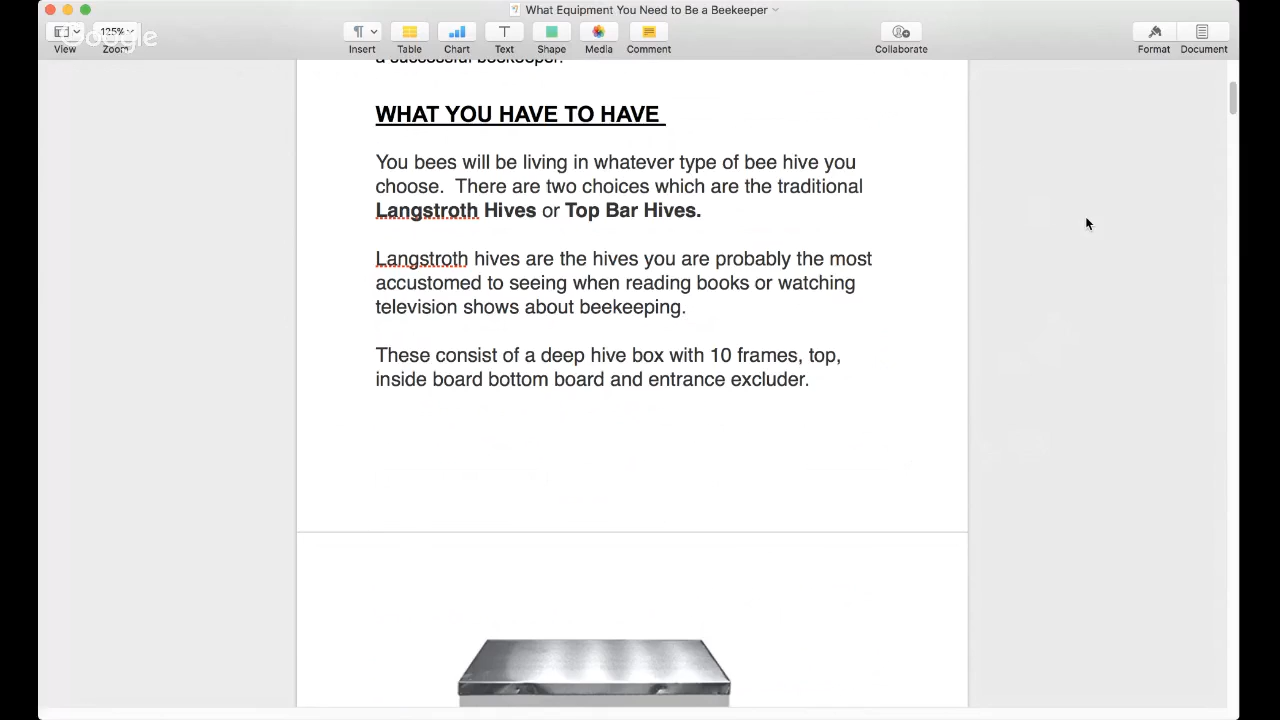 What Equipment You Need to Be a Beekeeper
Google
125%
View
Zoom
Insert
Table
Chart
Text
Shape
Media
Comment
Collaborate
Format
Document
a successful beekeeper.
WHAT YOU HAVE TO HAVE
You bees will be living in whatever type of bee hive you
choose. There are two choices which are the traditional
Langstroth Hives or Top Bar Hives.
Langstroth hives are the hives you are probably the most
accustomed to seeing when reading books or watching
television shows about beekeeping.
These consist of a deep hive box with 10 frames, top,
inside board bottom board and entrance excluder.